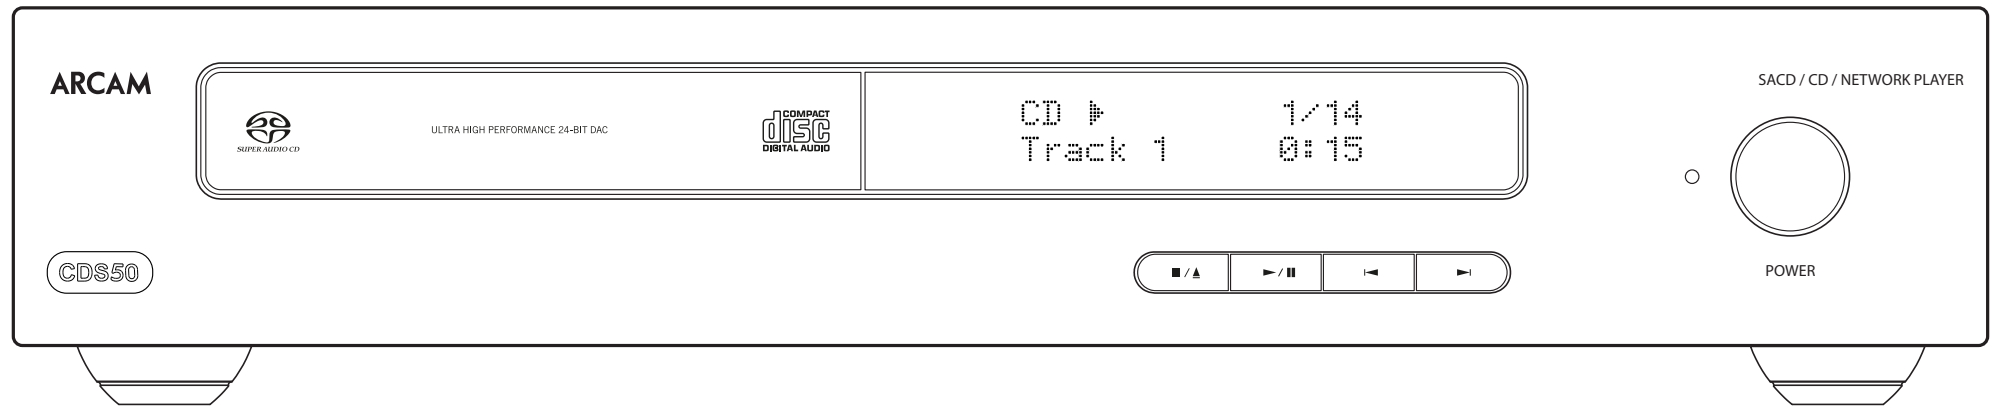 ARCAM
SACD / CD / NETWORK PLAYER
SUPER AUDIO CD
ULTRA HIGH PERFORMANCE 24-BIT DAC
COMPACT
disc
DIGITAL AUDIO
CD 1/14
Track 1 0:15
CDS50
POWER